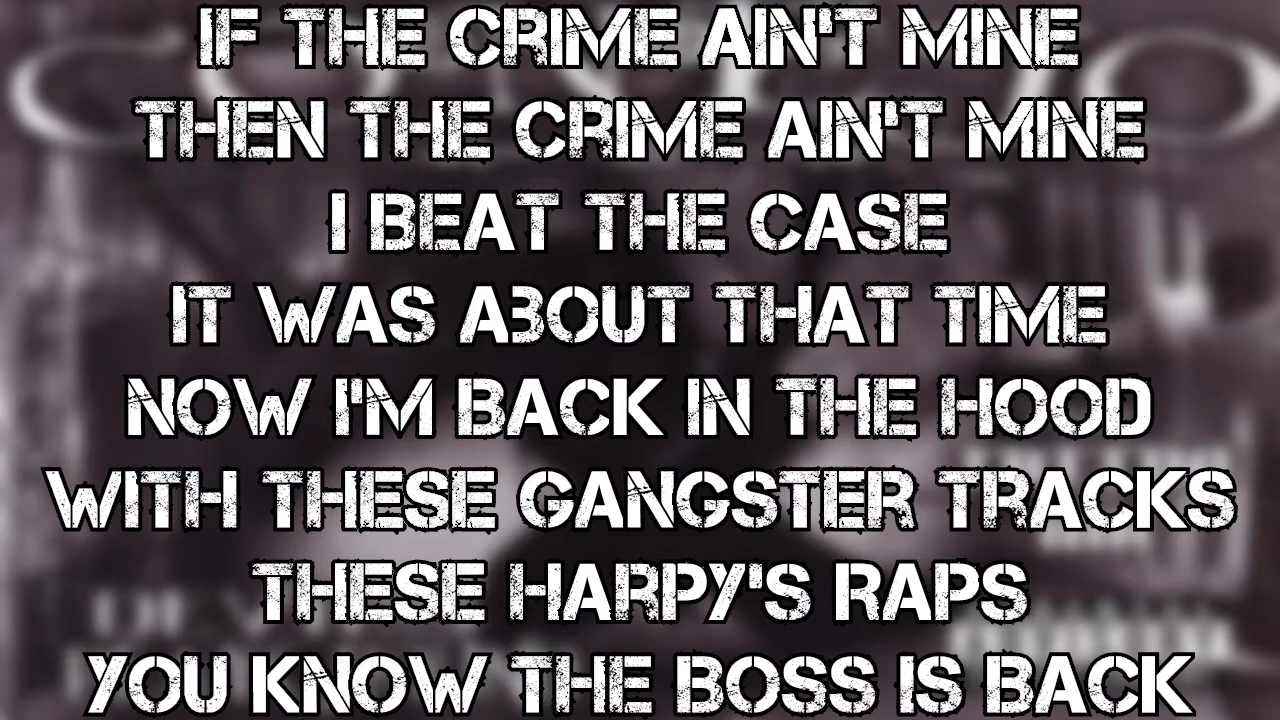 IF THE CRIME AIN'T MINE
THEN THE CRIME AIN'T MINE
I BEAT THE CASE
IT WAS ABOUT THAT TIME
NOW I'M BACK IN THE HOOD
WITH THESE GANGSTER TRACKS
THESE HARPY'S RAPS
YOU KNOW THE BOSS IS BACK